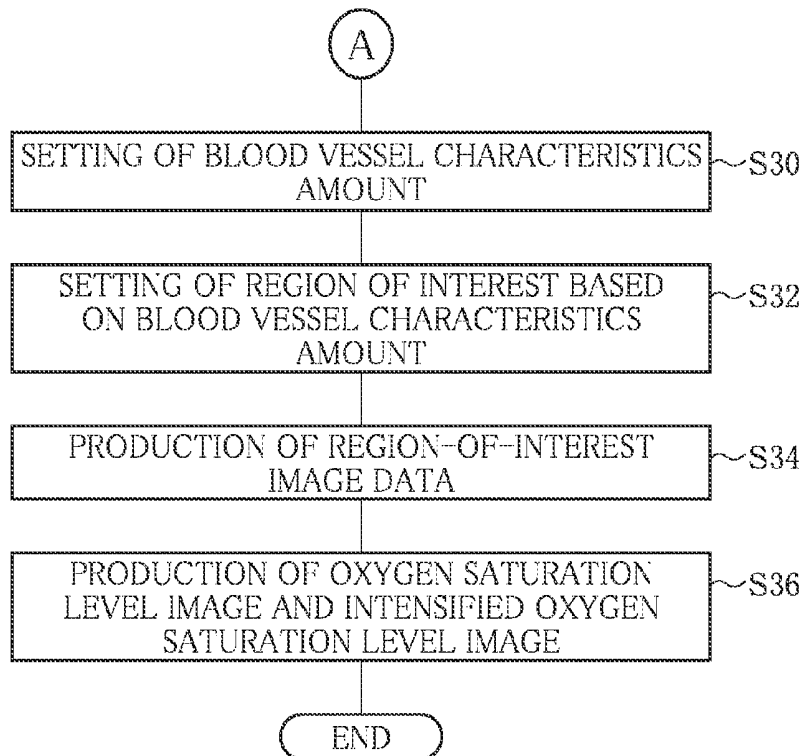 A
SETTING OF BLOOD VESSEL CHARACTERISTICS
AMOUNT
S30
SETTING OF REGION OF INTEREST BASED
ON BLOOD VESSEL CHARACTERISTICS
AMOUNT
S32
PRODUCTION OF REGION-OF-INTEREST
IMAGE DATA
S34
PRODUCTION OF OXYGEN SATURATION
LEVEL IMAGE AND INTENSIFIED OXYGEN
SATURATION LEVEL IMAGE
S36
END